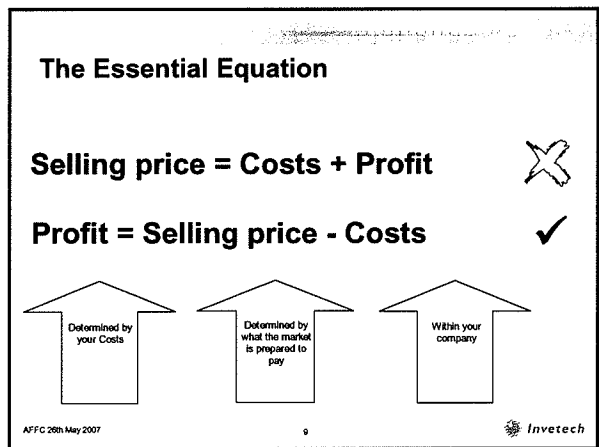 The Essential Equation
Selling price = Costs + Profit
Profit = Selling price - Costs
Determined by
your Costs
Determined by
what the market
is prepared to
pay
Within your
company
AFFC 26th May 2007
9
Invetech